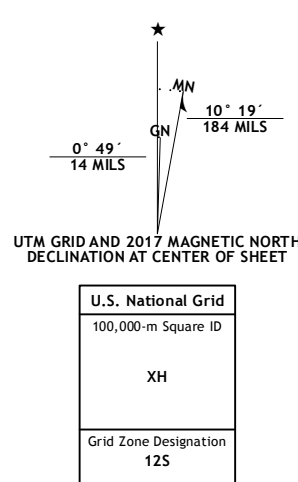 ★
MN
GN
10° 19´
184 MILS
0° 49´
14 MILS
UTM GRID AND 2017 MAGNETIC NORTH
DECLINATION AT CENTER OF SHEET
U.S. National Grid
100,000-m Square ID
XH
Grid Zone Designation
12S